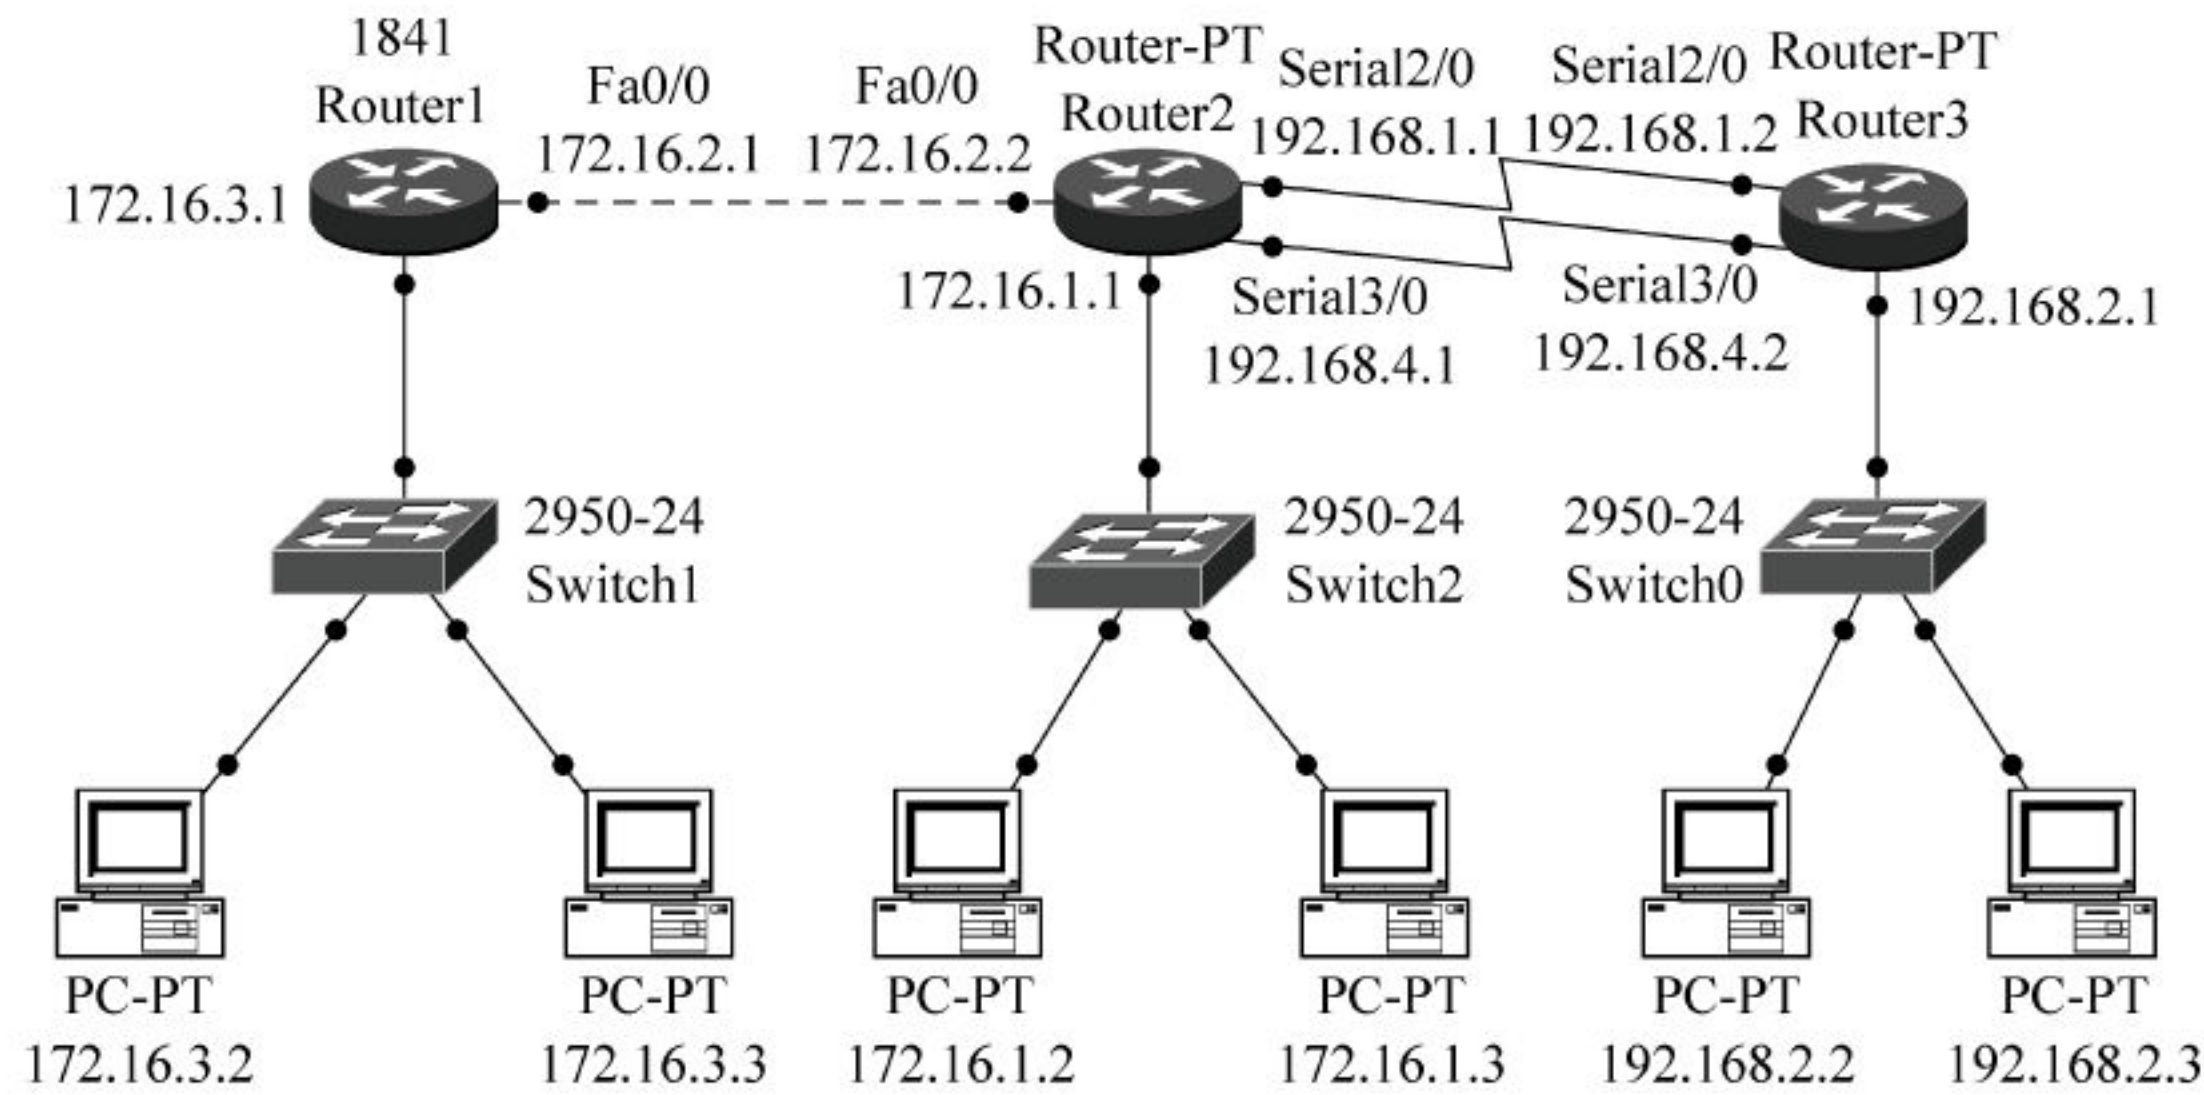 1841
Router1
Fa0/0
172.16.2.1
172.16.3.1
Fa0/0
172.16.2.2
Router-PT
Router2
172.16.1.1
Serial2/0
192.168.1.1
Serial2/0
192.168.1.2
Router-PT
Router3
Serial3/0
192.168.4.1
Serial3/0
192.168.4.2
192.168.2.1
2950-24
Switch1
2950-24
Switch2
2950-24
Switch0
PC-PT
172.16.3.2
PC-PT
172.16.3.3
PC-PT
172.16.1.2
PC-PT
172.16.1.3
PC-PT
192.168.2.2
PC-PT
192.168.2.3